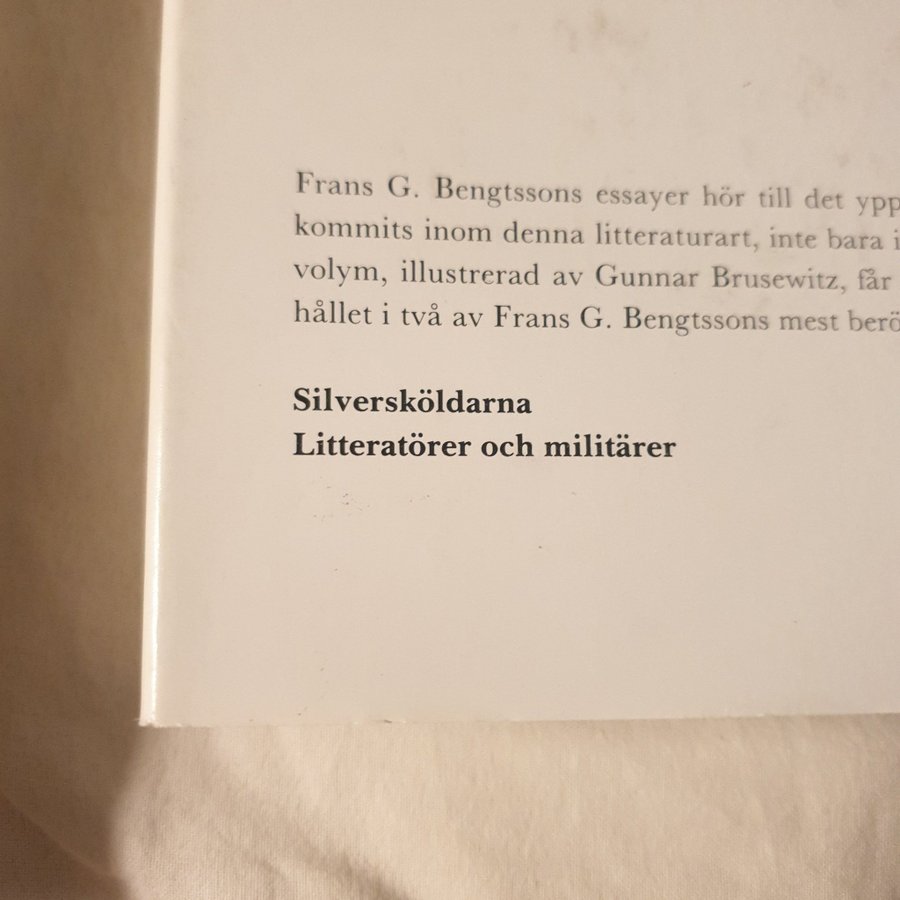 Frans G. Bengtssons essayer hör till det ypp
kommits inom denna litteraturart, inte bara i
volym, illustrerad av Gunnar Brusewitz, får
hållet i två av Frans G. Bengtssons mest berö
Silversköldarna
Litteratörer och militärer